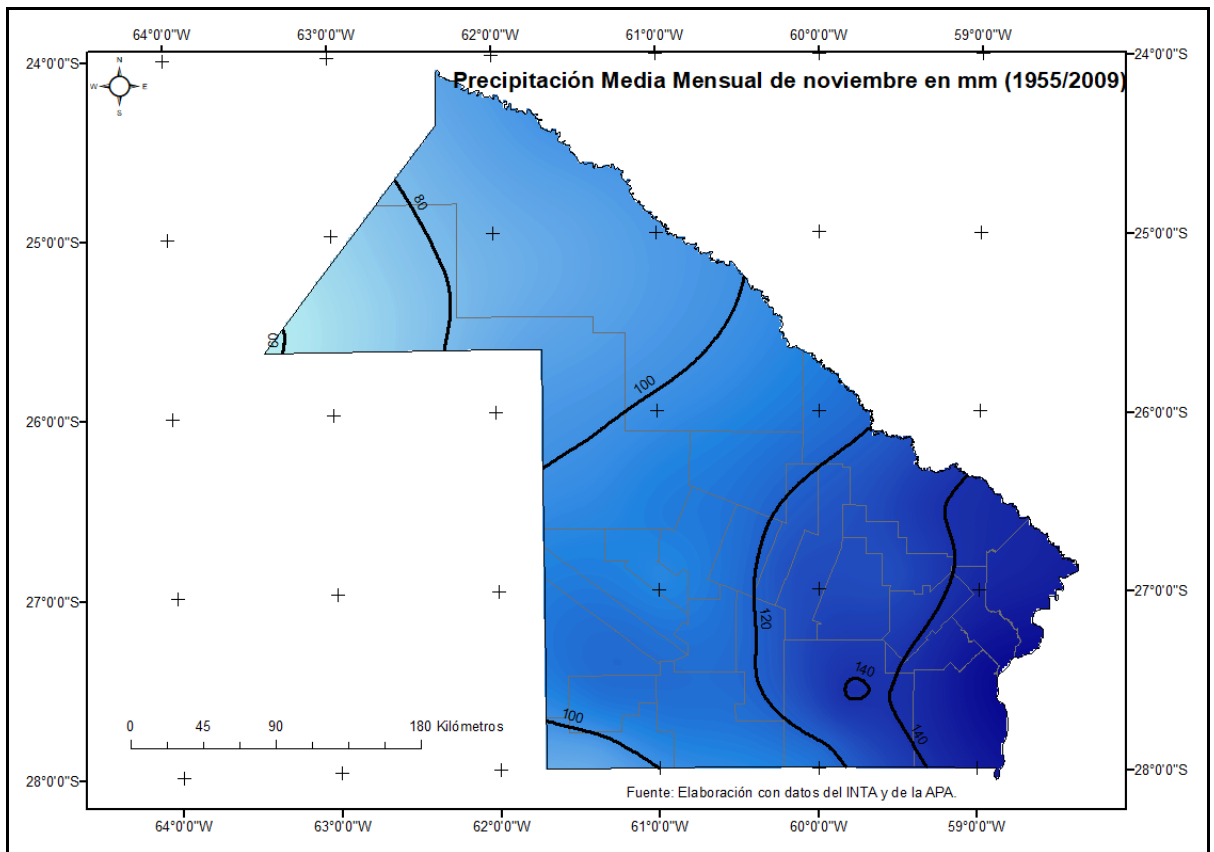 64°0'0"W 63°0'0"W 62°0'0"W 61°0'0"W 60°0'0"W 59°0'0"W
24°0'0"S 24°0'0"S
N
W E
S
Precipitación Media Mensual de noviembre en mm (1955/2009)
80
25°0'0"S 25°0'0"S
60
100
26°0'0"S 26°0'0"S
27°0'0"S 27°0'0"S
120
140
100
140
0 45 90 180 Kilómetros
28°0'0"S 28°0'0"S
Fuente: Elaboración con datos del INTA y de la APA.
64°0'0"W 63°0'0"W 62°0'0"W 61°0'0"W 60°0'0"W 59°0'0"W